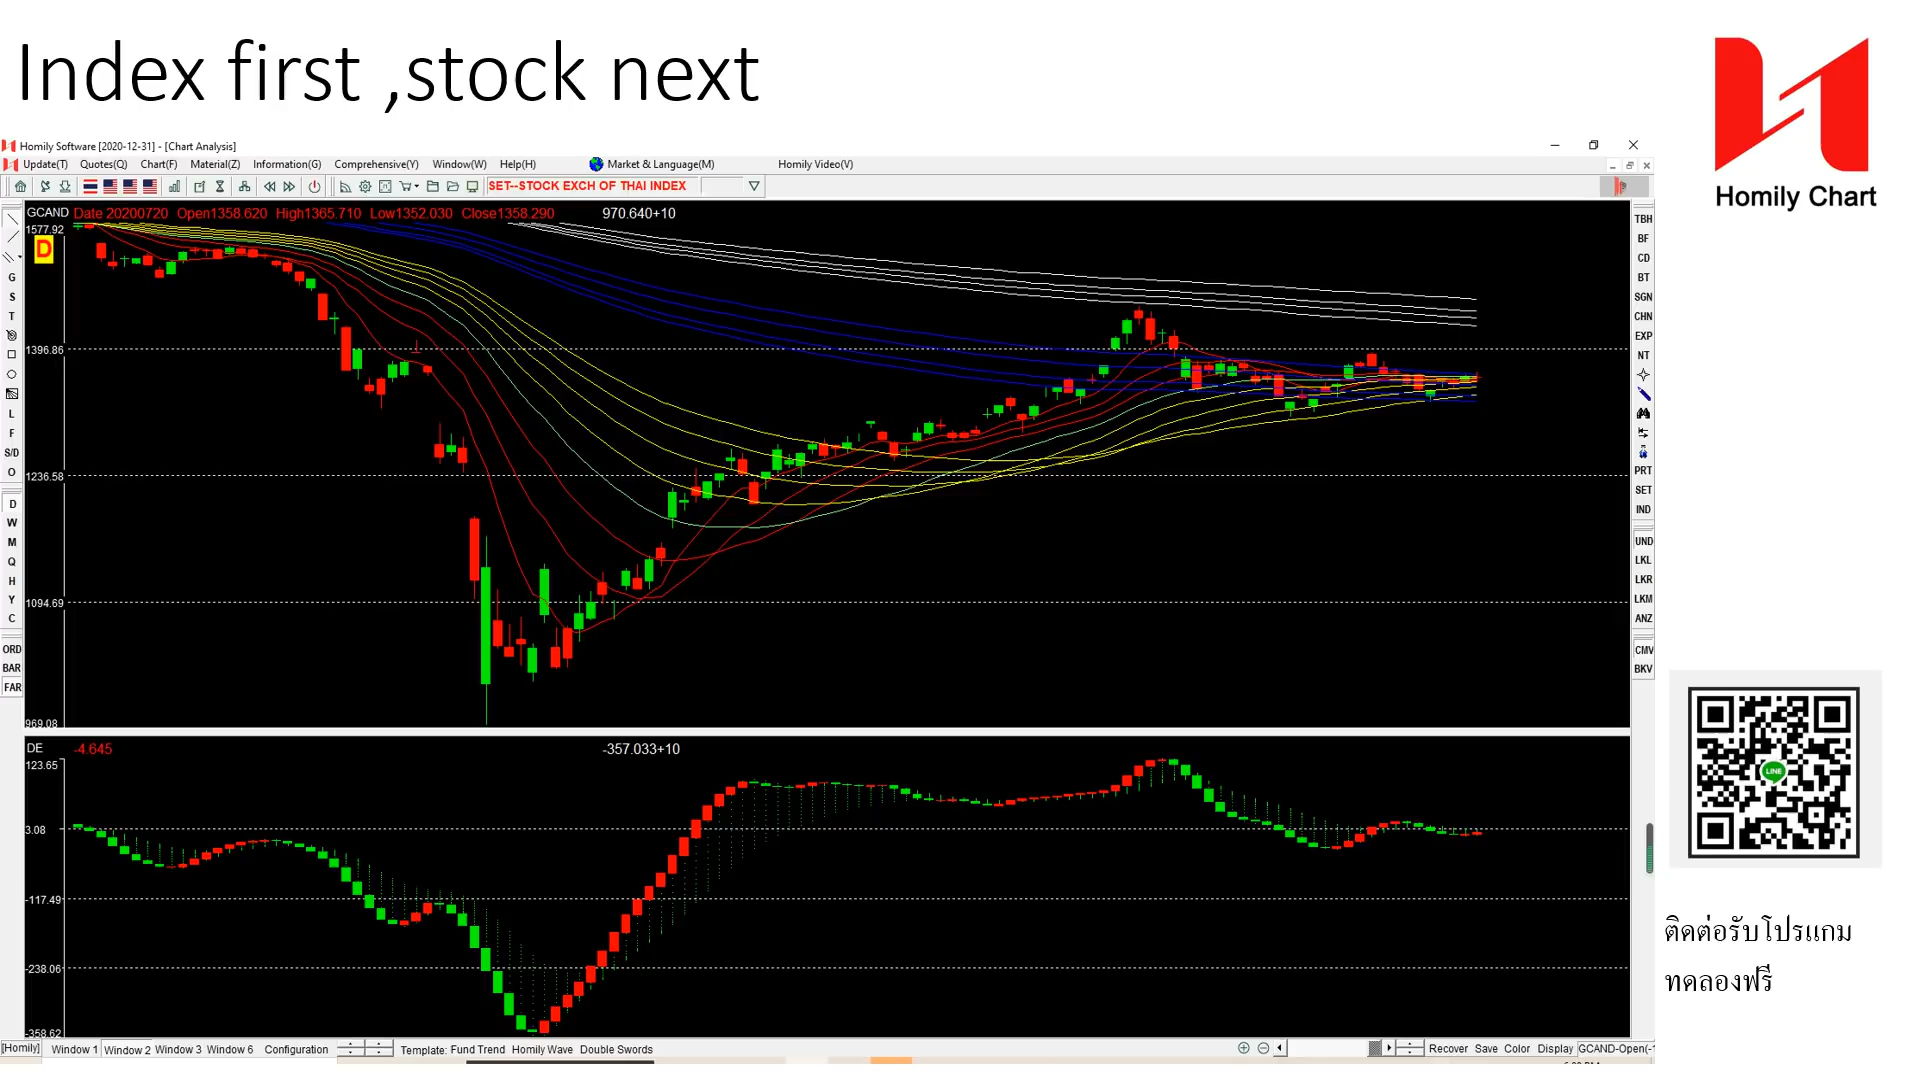 Index first ,stock next
Homily Chart
Homily Software [2020-12-31] - [Chart Analysis]
Update(T) Quotes(Q) Chart(F) Material(Z) Information(G) Comprehensive(Y) Window(W) Help(H) Market & Language(M) Homily Video(V)
SET--STOCK EXCH OF THAI INDEX
GCAND Date 20200720 Open1358.620 High1365.710 Low1352.030 Close1358.290 970.640+10
1577.92
D
1396.86
1236.58
1094.69
969.08
DE -4.645 -357.033+10
123.65
3.08
-117.49
-238.06
-358.62
G
S
T
L
F
S/D
O
D
W
M
Q
H
Y
C
ORD
BAR
FAR
TBH
BF
CD
BT
SGN
CHN
EXP
NT
PRT
SET
IND
UND
LKL
LKR
LKM
ANZ
CMV
BKV
LINE
ติดต่อรับโปรแกม
ทดลองฟรี
[Homily] Window 1 Window 2 Window 3 Window 6 Configuration Template: Fund Trend Homily Wave Double Swords Recover Save Color Display GCAND-Open(-1